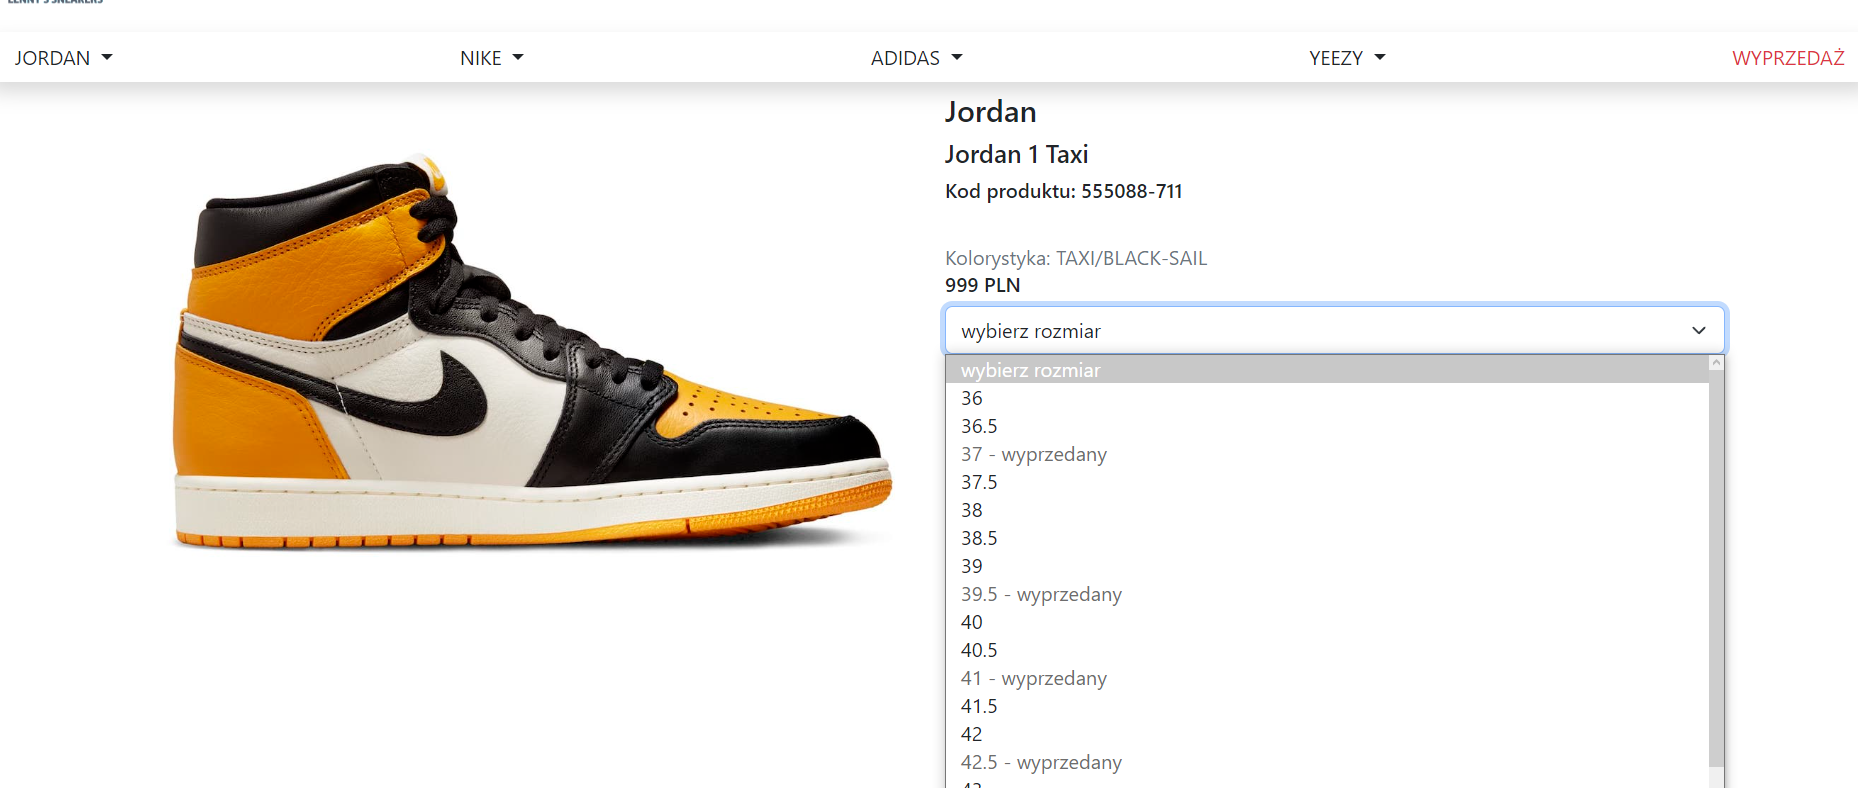 LENNY'S SNEAKERS
JORDAN NIKE ADIDAS YEEZY WYPRZEDAŻ
Jordan
Jordan 1 Taxi
Kod produktu: 555088-711
Kolorystyka: TAXI/BLACK-SAIL
999 PLN
wybierz rozmiar
wybierz rozmiar
36
36.5
37 - wyprzedany
37.5
38
38.5
39
39.5 - wyprzedany
40
40.5
41 - wyprzedany
41.5
42
42.5 - wyprzedany